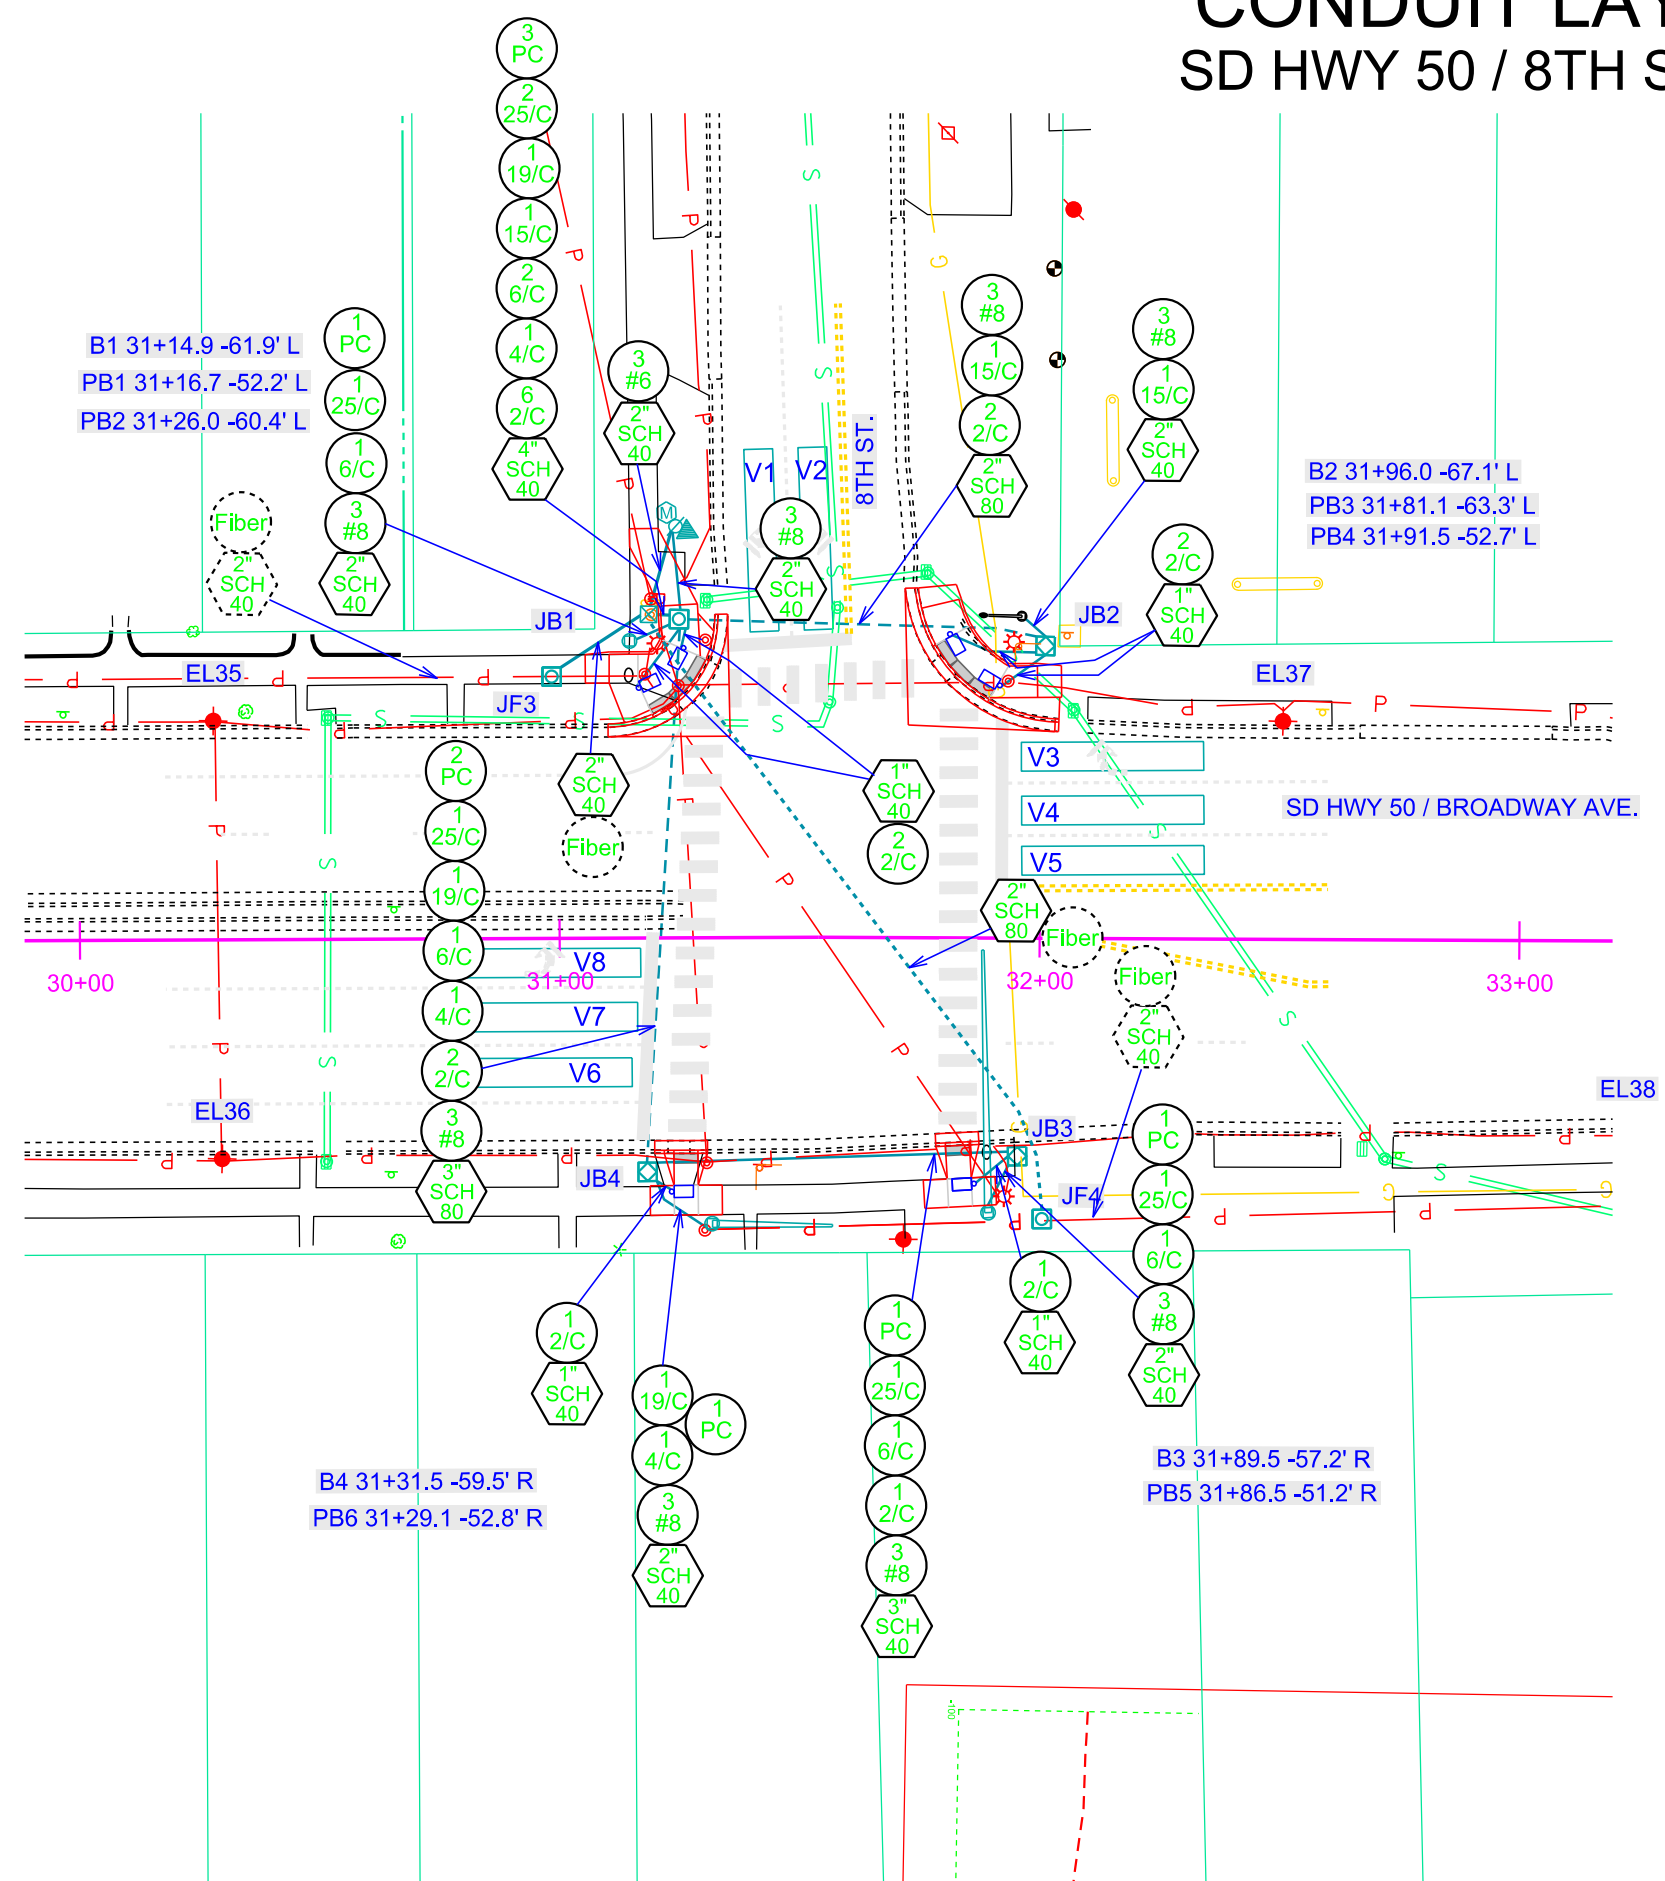 CONDUIT LAY
SD HWY 50 / 8TH S
3
PC
2
25/C
1
19/C
1
15/C
2
6/C
1
4/C
6
2/C
4"
SCH
40
B1 31+14.9 -61.9' L
PB1 31+16.7 -52.2' L
PB2 31+26.0 -60.4' L
1
PC
1
25/C
1
6/C
3
#8
2"
SCH
40
Fiber
2"
SCH
40
3
#6
2"
SCH
40
V1
V2
8TH ST.
3
#8
2"
SCH
40
3
#8
1
15/C
2
2/C
2"
SCH
80
3
#8
1
15/C
2"
SCH
40
B2 31+96.0 -67.1' L
PB3 31+81.1 -63.3' L
PB4 31+91.5 -52.7' L
2
2/C
1"
SCH
40
M
JB1
JB2
EL35
JF3
EL37
P
P
P
P
P
P
S
S
S
S
G
2
PC
1
25/C
1
19/C
1
6/C
1
4/C
2
2/C
3
#8
3"
SCH
80
2"
SCH
40
Fiber
1"
SCH
40
2
2/C
V3
V4
V5
SD HWY 50 / BROADWAY AVE.
2"
SCH
80
Fiber
Fiber
2"
SCH
40
V8
V7
V6
30+00
31+00
32+00
33+00
P
P
P
P
S
S
S
S
EL36
EL38
JB4
JB3
JF4
1
PC
1
25/C
1
6/C
3
#8
2"
SCH
40
1
2/C
1"
SCH
40
1
2/C
1"
SCH
40
1
19/C
1
PC
1
4/C
3
#8
2"
SCH
40
1
PC
1
25/C
1
6/C
1
2/C
3
#8
3"
SCH
40
B4 31+31.5 -59.5' R
PB6 31+29.1 -52.8' R
B3 31+89.5 -57.2' R
PB5 31+86.5 -51.2' R
-100